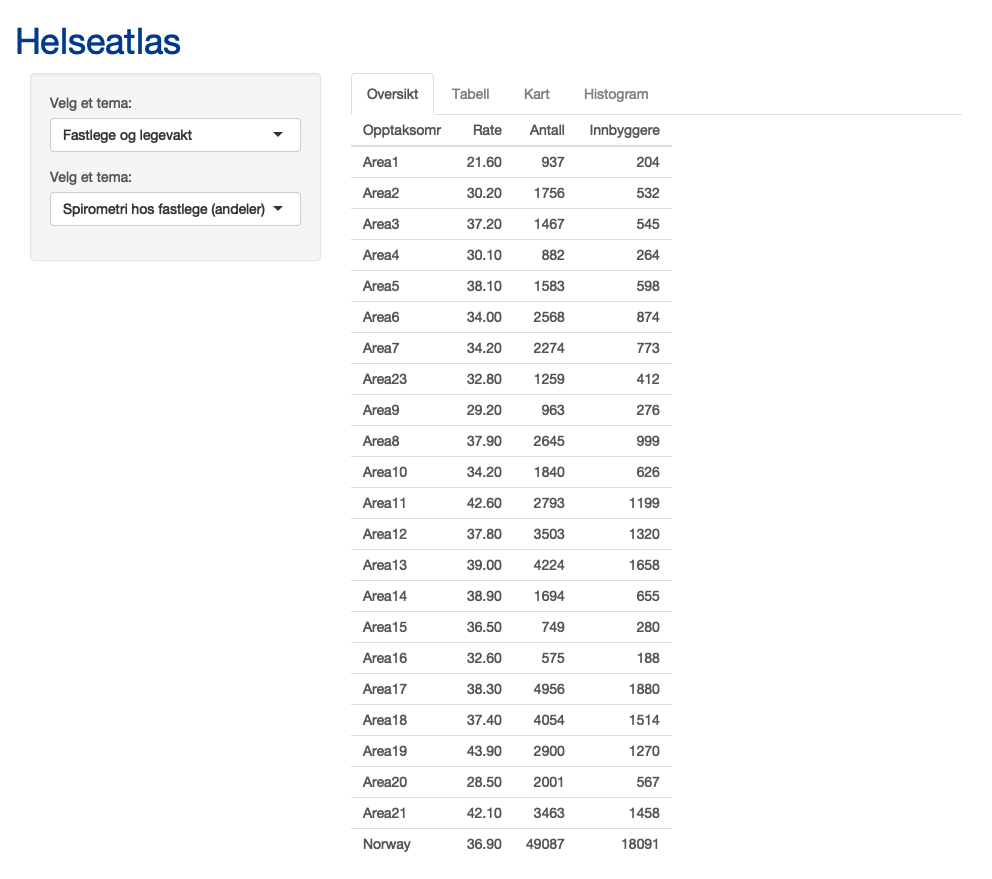 Helseatlas
Velg et tema:
Fastlege og legevakt
Velg et tema:
Spirometri hos fastlege (andeler)
Oversikt Tabell Kart Histogram
Opptaksomr Rate Antall Innbyggere
Area1 21.60 937 204
Area2 30.20 1756 532
Area3 37.20 1467 545
Area4 30.10 882 264
Area5 38.10 1583 598
Area6 34.00 2568 874
Area7 34.20 2274 773
Area23 32.80 1259 412
Area9 29.20 963 276
Area8 37.90 2645 999
Area10 34.20 1840 626
Area11 42.60 2793 1199
Area12 37.80 3503 1320
Area13 39.00 4224 1658
Area14 38.90 1694 655
Area15 36.50 749 280
Area16 32.60 575 188
Area17 38.30 4956 1880
Area18 37.40 4054 1514
Area19 43.90 2900 1270
Area20 28.50 2001 567
Area21 42.10 3463 1458
Norway 36.90 49087 18091